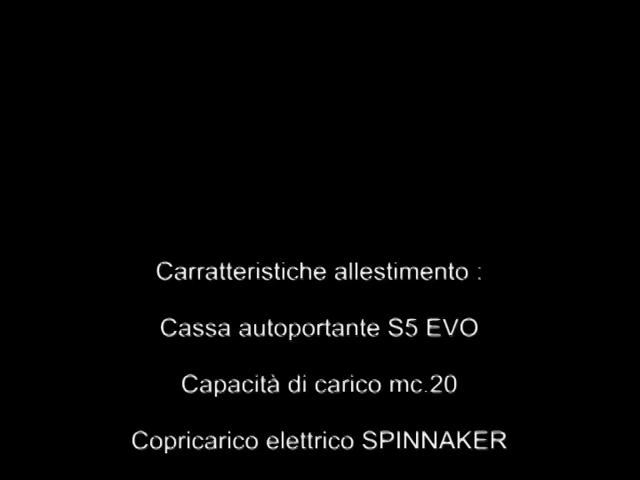 Carratteristiche allestimento :
Cassa autoportante S5 EVO
Capacità di carico mc.20
Copricarico elettrico SPINNAKER